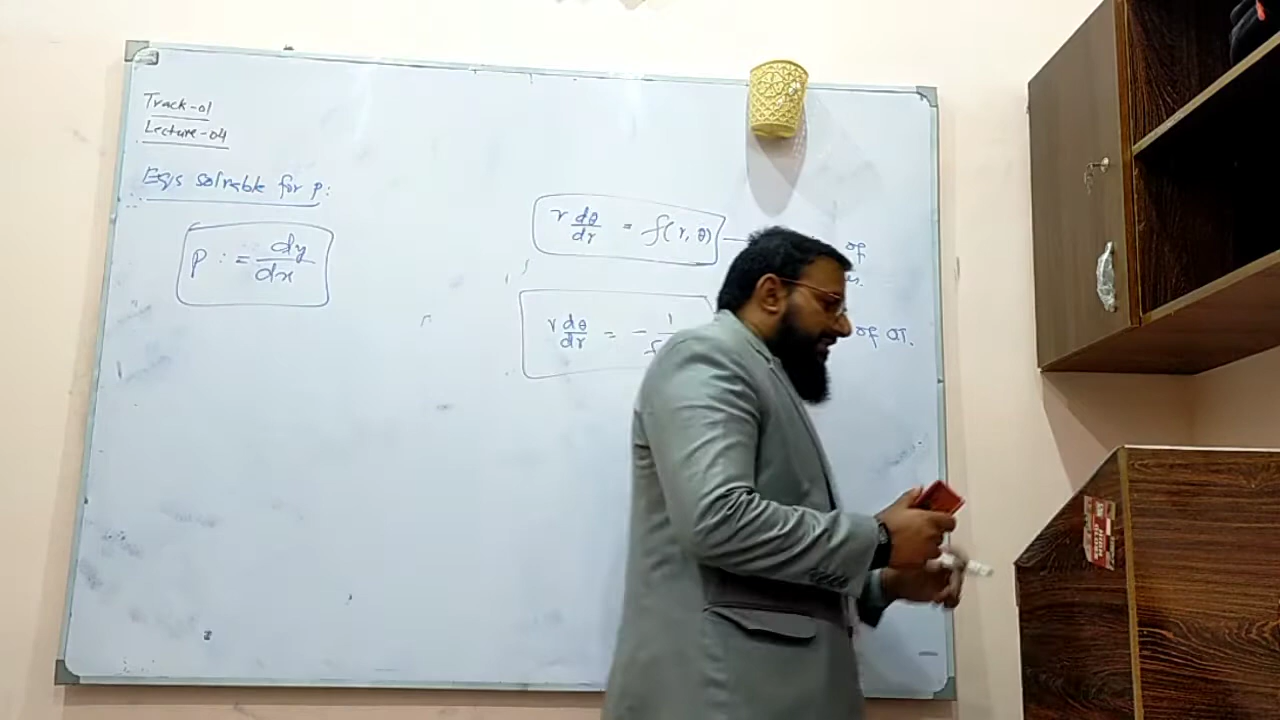 Track-01
Lecture-04
Eqs solvable for p:
p := dy/dx
r dθ/dr = f(r, θ) — of
r dθ/dr = - 1/f of OT.